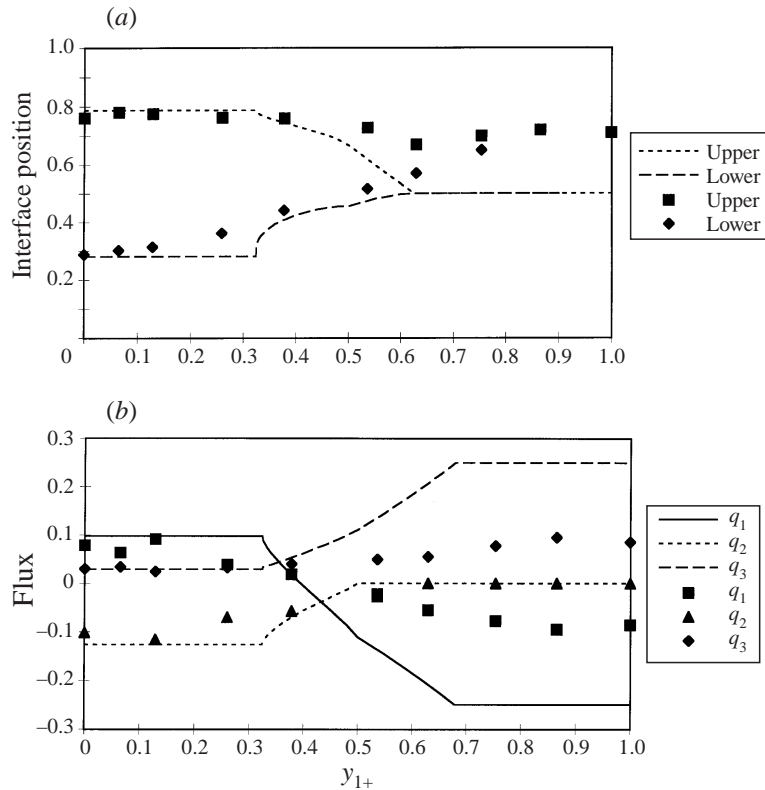 (a)
1.0
0.8
0.6
0.4
0.2
Interface position
0 0.1 0.2 0.3 0.4 0.5 0.6 0.7 0.8 0.9 1.0
Upper
Lower
Upper
Lower
(b)
0.3
0.2
0.1
0
–0.1
–0.2
–0.3
Flux
0 0.1 0.2 0.3 0.4 0.5 0.6 0.7 0.8 0.9 1.0
y1+
q1
q2
q3
q1
q2
q3